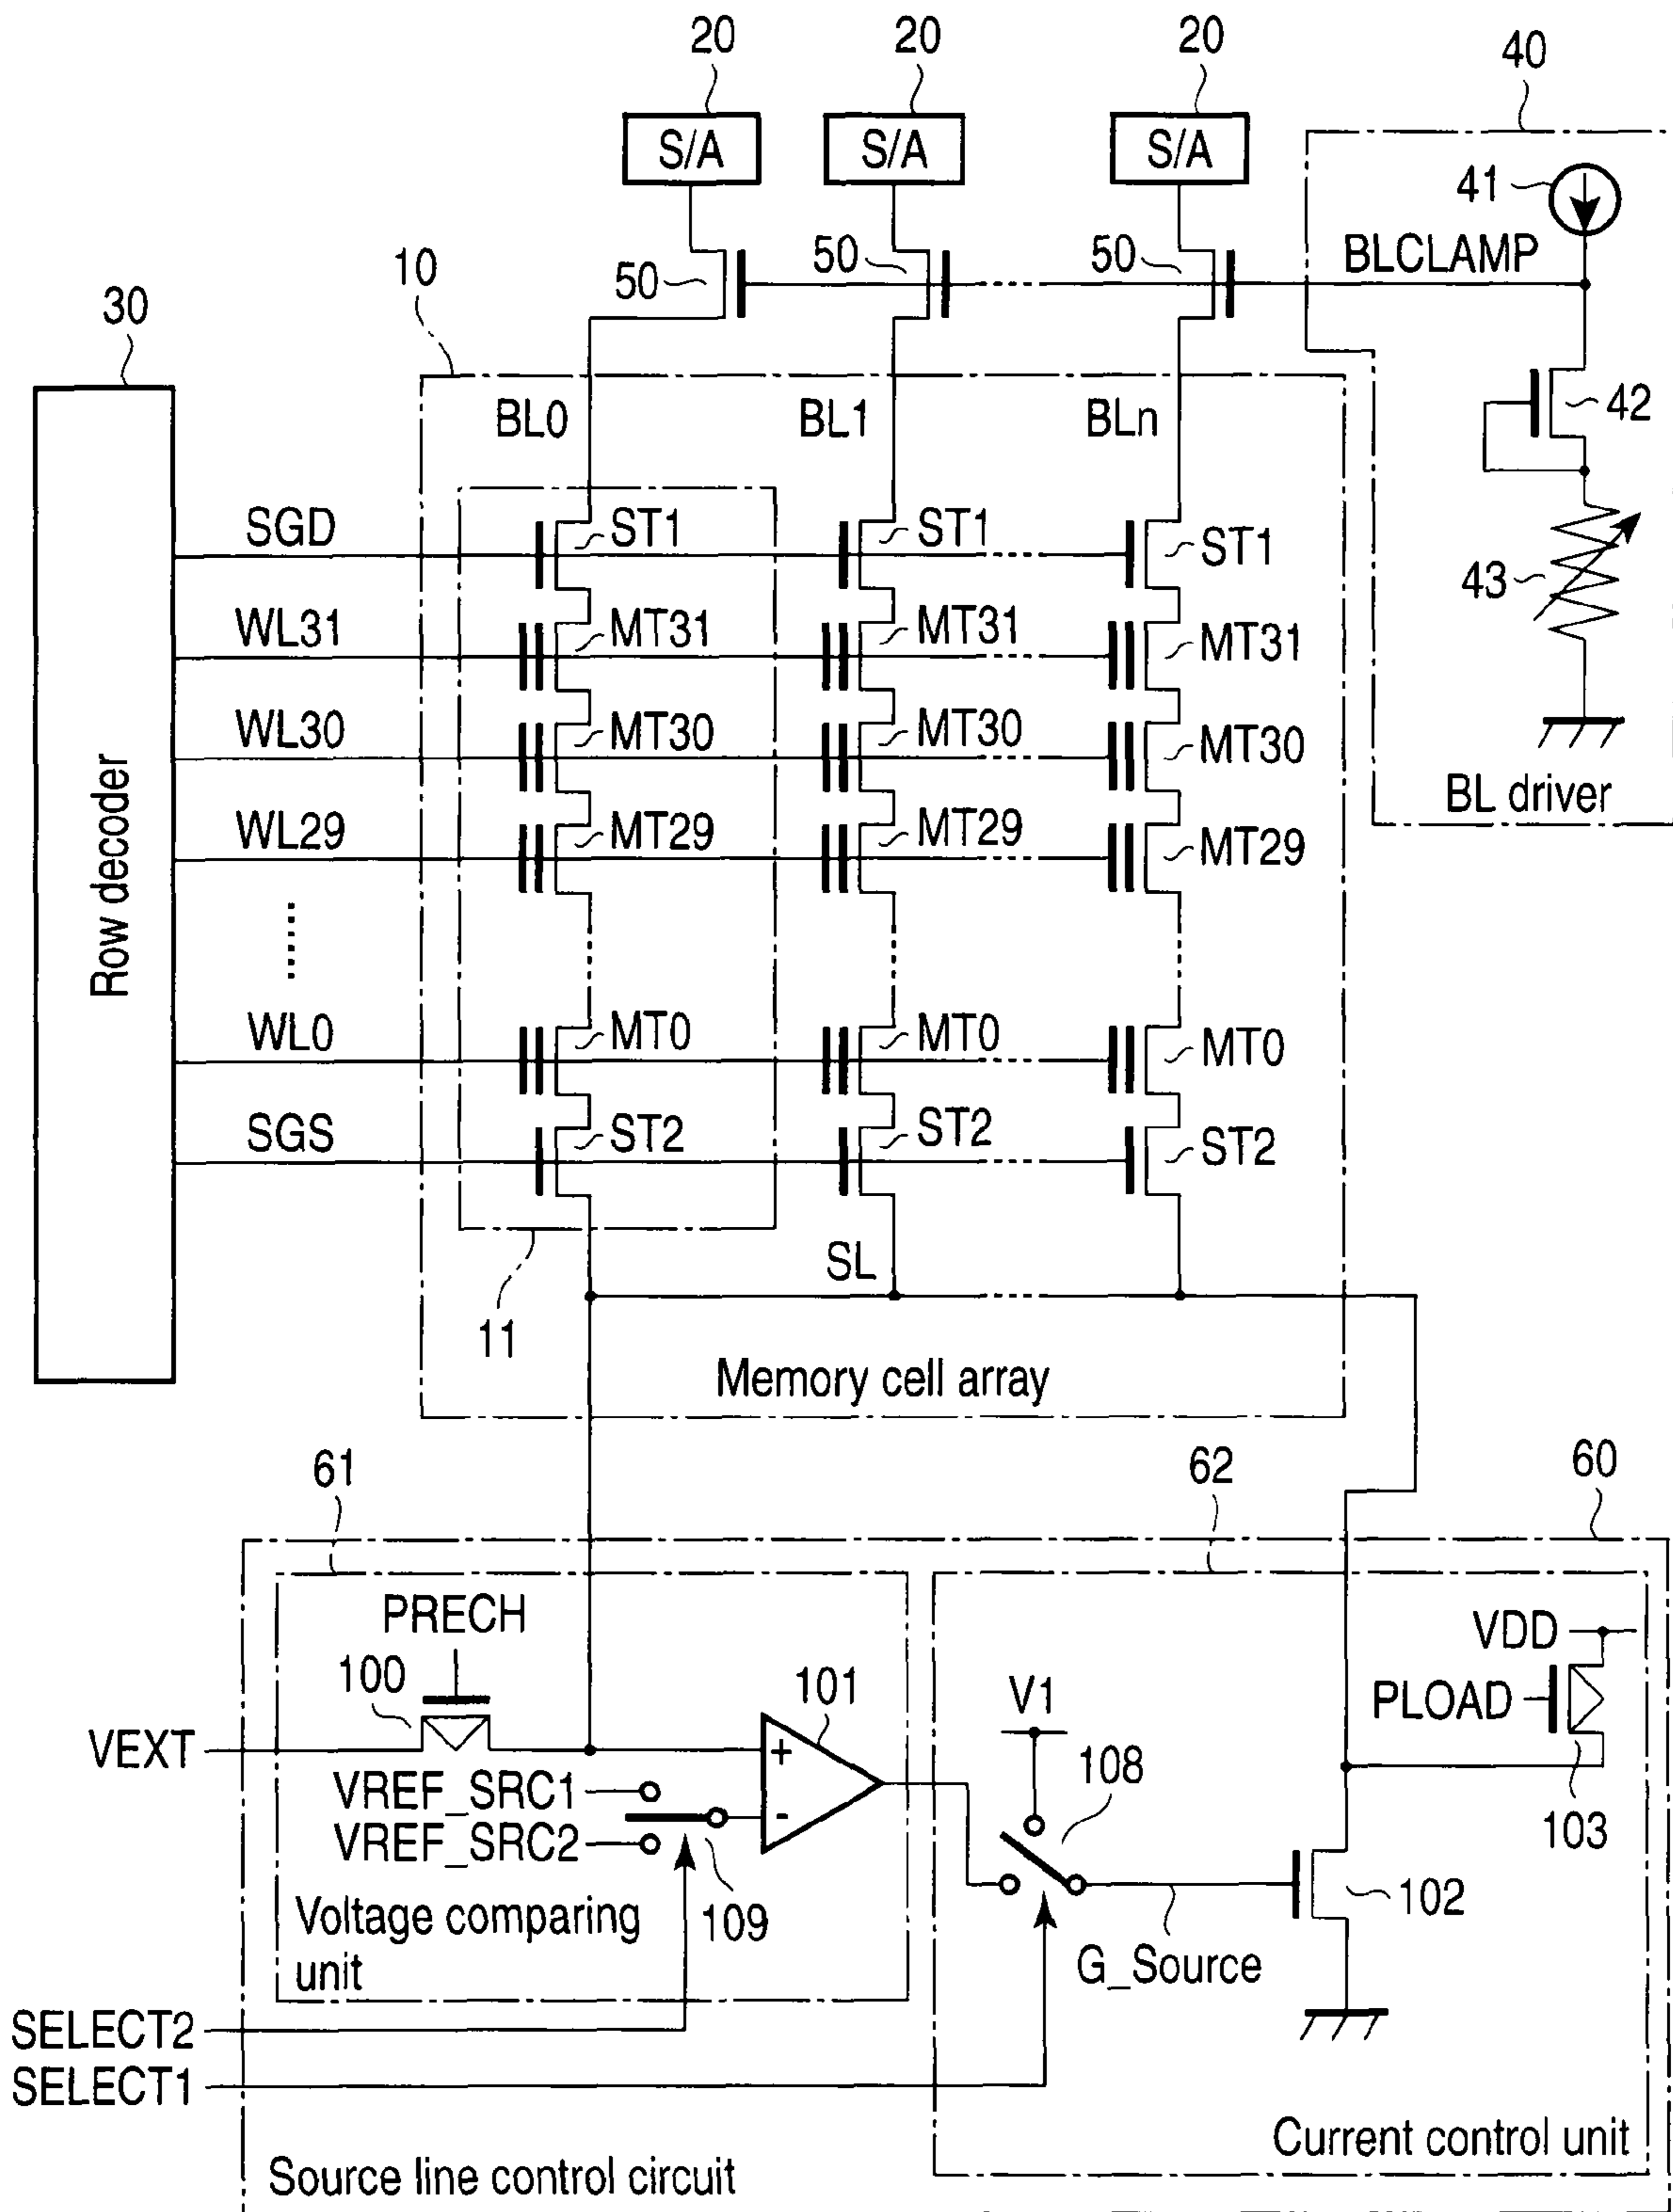 20 20 20 40
S/A S/A S/A
41
BLCLAMP
50 50 50
10
30
BL0 BL1 BLn
42
SGD ST1 ST1 ST1
43
WL31 MT31 MT31 MT31
WL30 MT30 MT30 MT30
BL driver
WL29 MT29 MT29 MT29
Row decoder
WL0 MT0 MT0 MT0
SGS ST2 ST2 ST2
SL
11
Memory cell array
61 62 60
PRECH
VDD
100 101 V1 PLOAD
VEXT + 108
VREF_SRC1
-
VREF_SRC2 103
109 102
Voltage comparing
unit
G_Source
SELECT2
SELECT1
Current control unit
Source line control circuit